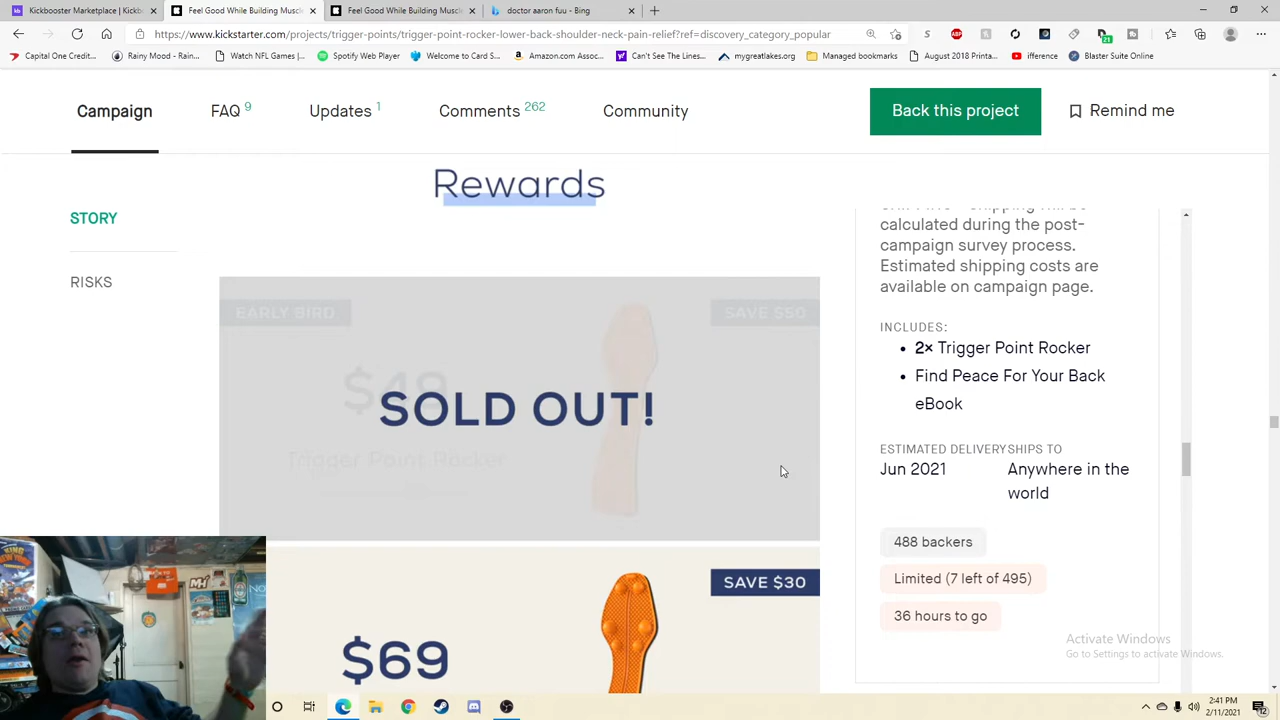 Kickbooster Marketplace | Kickbo
Feel Good While Building Muscl
Feel Good While Building Muscle
doctor aaron fuu - Bing
https://www.kickstarter.com/projects/trigger-points/trigger-point-rocker-lower-back-shoulder-neck-pain-relief?ref=discovery_category_popular
ABP
21
Capital One Credit...
Rainy Mood - Rain...
Watch NFL Games |...
Spotify Web Player
Welcome to Card S...
Amazon.com Assoc...
Can't See The Lines...
mygreatlakes.org
Managed bookmarks
August 2018 Printa...
ifference
Blaster Suite Online
Campaign
FAQ 9
Updates 1
Comments 262
Community
Back this project
Remind me
STORY
RISKS
Rewards
EARLY BIRD
SAVE $50
$49
SOLD OUT!
Trigger Point Rocker
SAVE $30
$69
calculated during the post-
campaign survey process.
Estimated shipping costs are
available on campaign page.
INCLUDES:
2× Trigger Point Rocker
Find Peace For Your Back
eBook
ESTIMATED DELIVERY
SHIPS TO
Jun 2021
Anywhere in the
world
488 backers
Limited (7 left of 495)
36 hours to go
Activate Windows
Go to Settings to activate Windows.
2:41 PM
2/11/2021
12